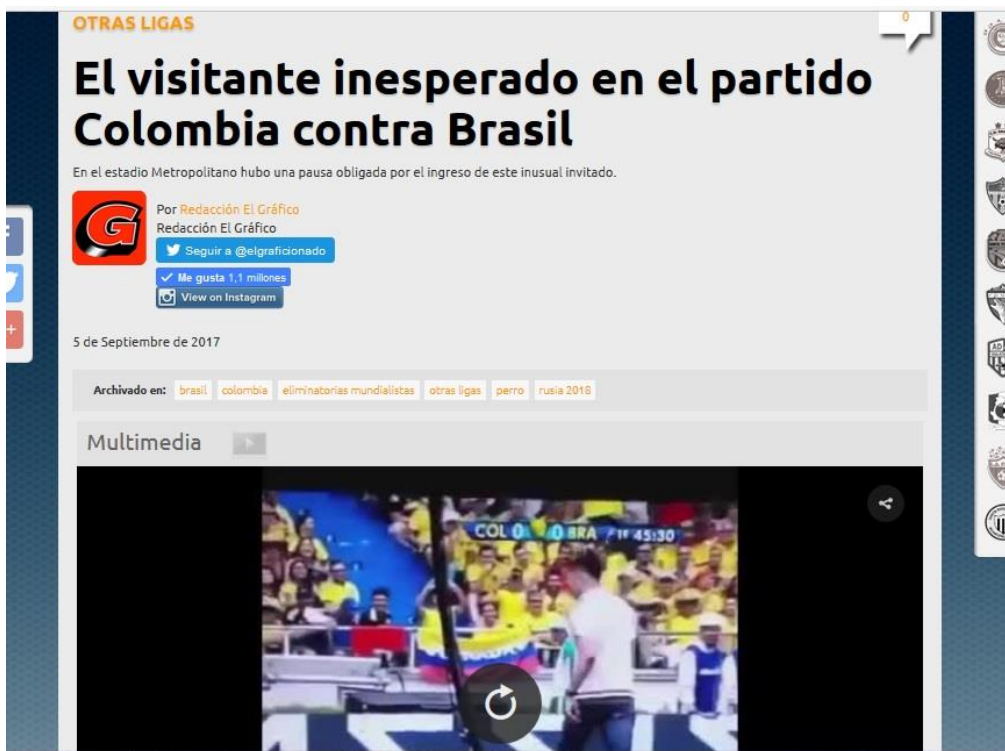 OTRAS LIGAS
0
El visitante inesperado en el partido
Colombia contra Brasil
En el estadio Metropolitano hubo una pausa obligada por el ingreso de este inusual invitado.
G
Por Redacción El Gráfico
Redacción El Gráfico
Seguir a @elgraficionado
Me gusta 1,1 millones
View on Instagram
5 de Septiembre de 2017
Archivado en: brasil colombia eliminatorias mundialistas otras ligas perro rusia 2018
Multimedia
COL 0 0 BRA 1T 45:30